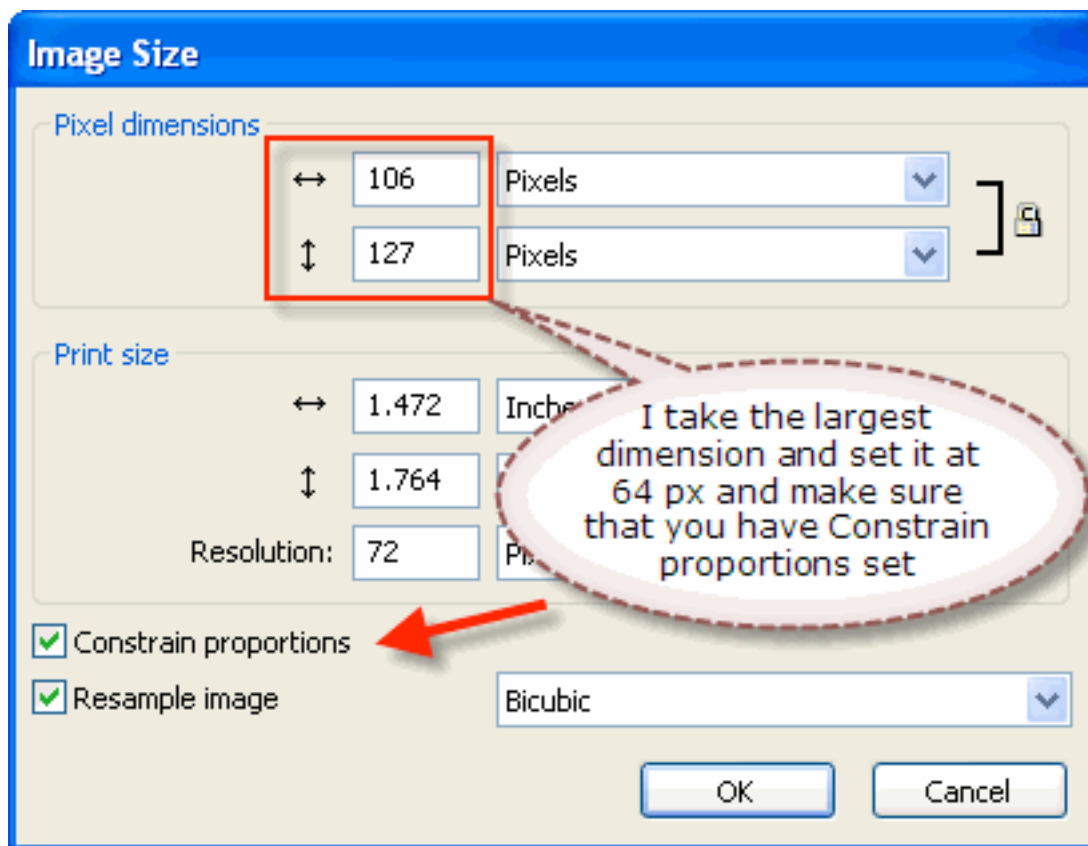 Image Size
Pixel dimensions
106 Pixels
127 Pixels
Print size
1.472
1.764
Resolution: 72
I take the largest
dimension and set it at
64 px and make sure
that you have Constrain
proportions set
Constrain proportions
Resample image Bicubic
OK Cancel